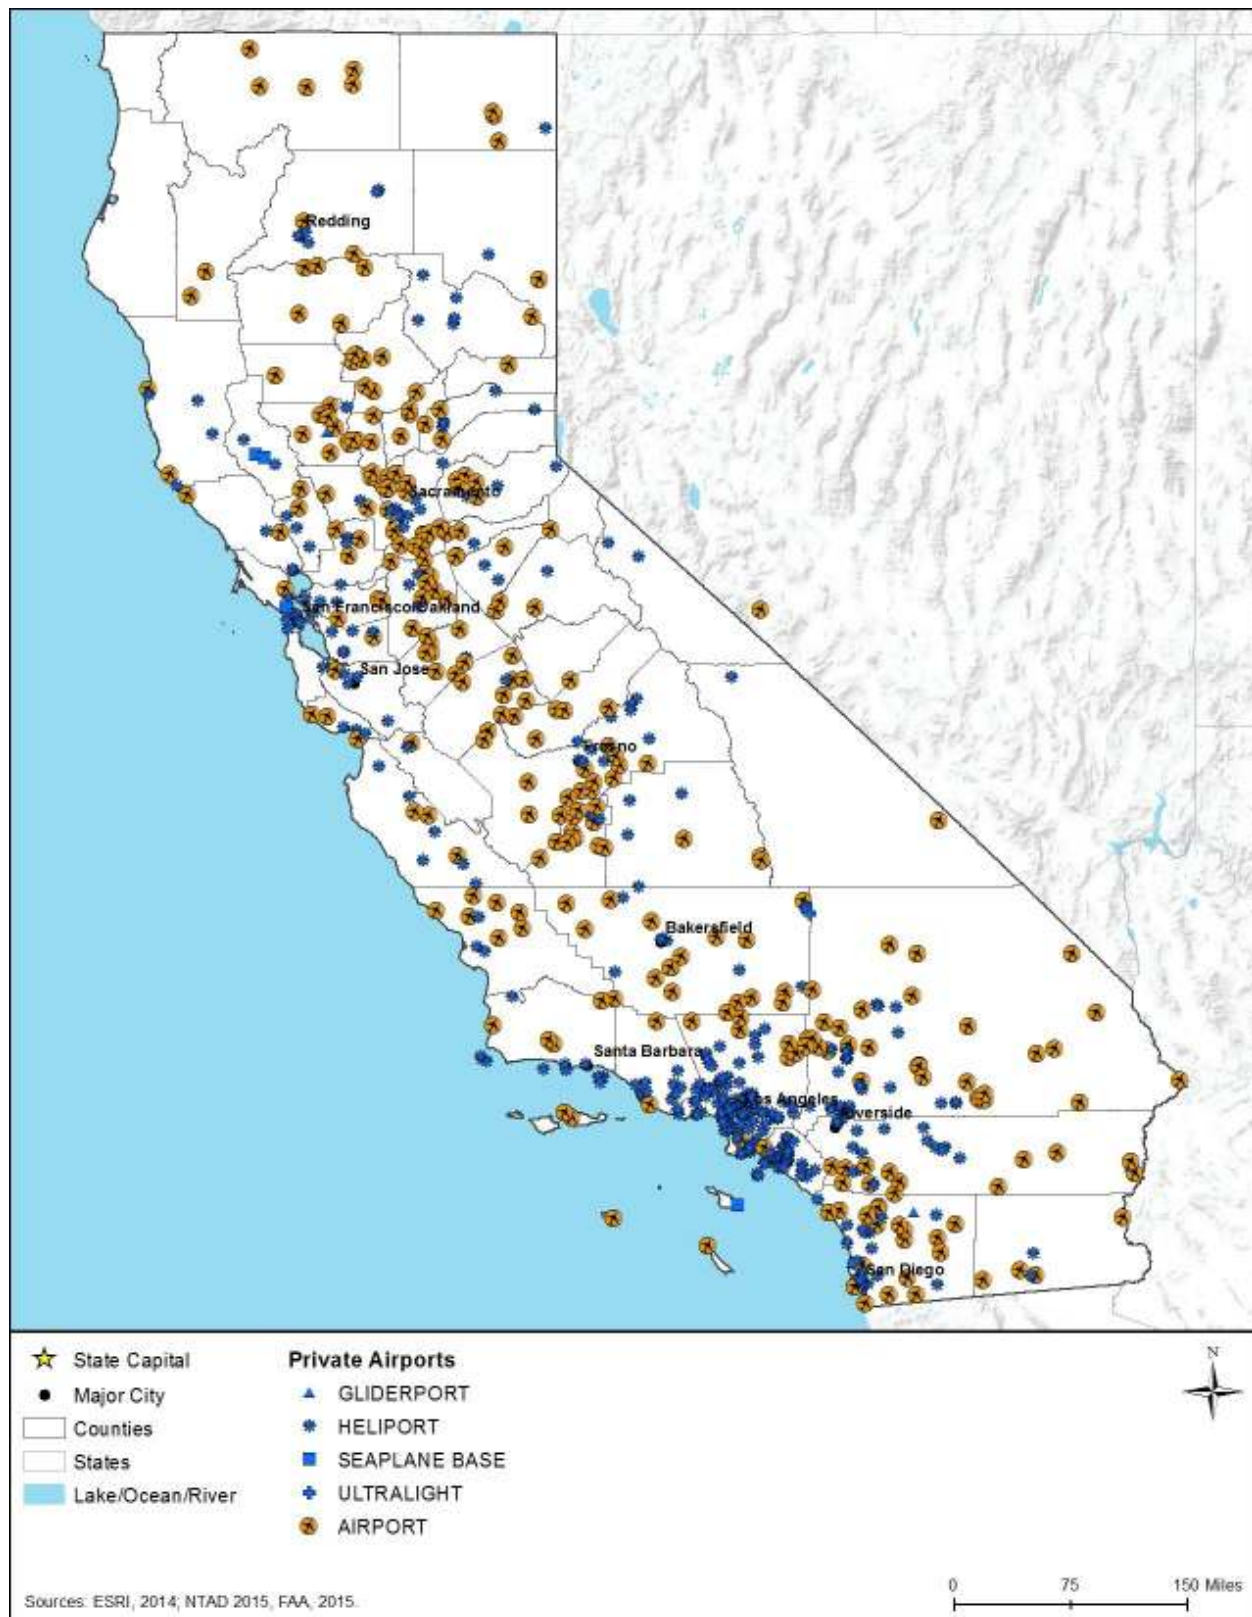 Redding
Sacramento
San Francisco/Oakland
San Jose
Fresno
Bakersfield
Santa Barbara
Los Angeles
Riverside
San Diego
State Capital
Major City
Counties
States
Lake/Ocean/River
Private Airports
GLIDERPORT
HELIPORT
SEAPLANE BASE
ULTRALIGHT
AIRPORT
N
0 75 150 Miles
Sources: ESRI, 2014; NTAD 2015, FAA, 2015.